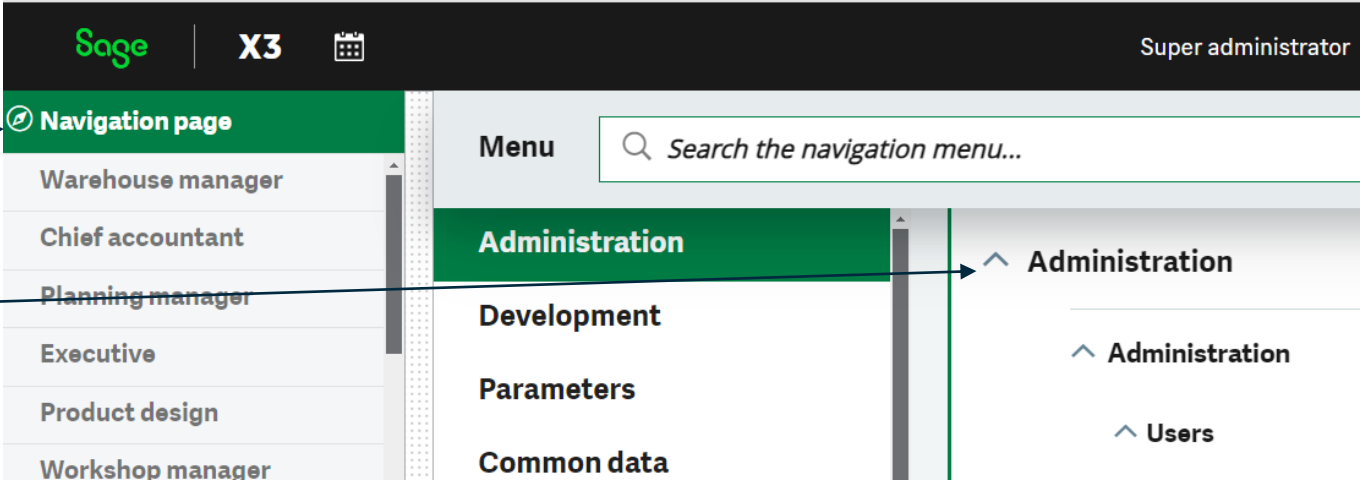 Sage X3 Super administrator
Navigation page
Warehouse manager
Chief accountant
Planning manager
Executive
Product design
Workshop manager
Menu Search the navigation menu...
Administration
Development
Parameters
Common data
Administration
Administration
Users